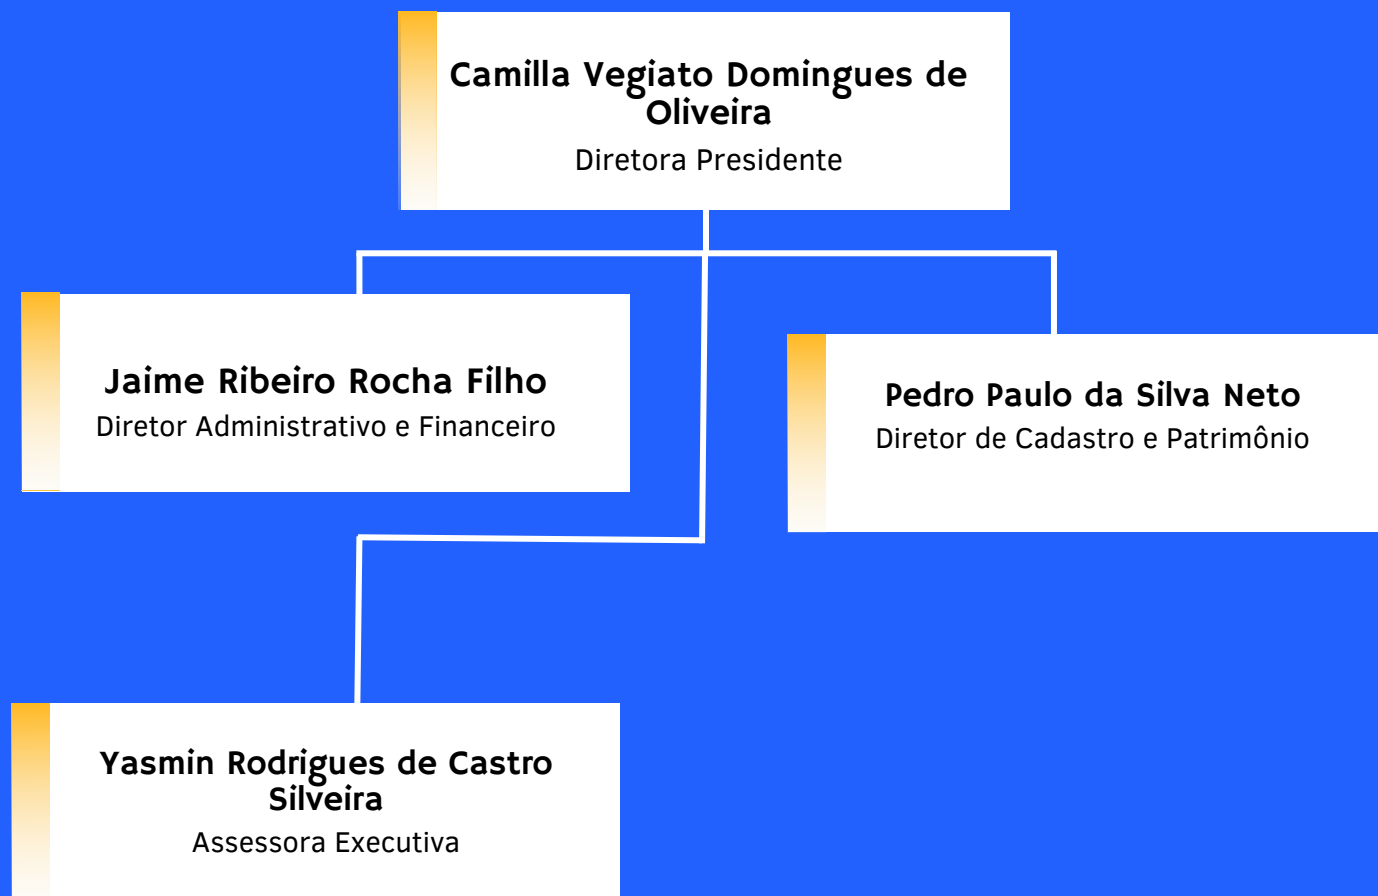 Camilla Vegiato Domingues de
Oliveira
Diretora Presidente
Jaime Ribeiro Rocha Filho
Diretor Administrativo e Financeiro
Pedro Paulo da Silva Neto
Diretor de Cadastro e Patrimônio
Yasmin Rodrigues de Castro
Silveira
Assessora Executiva